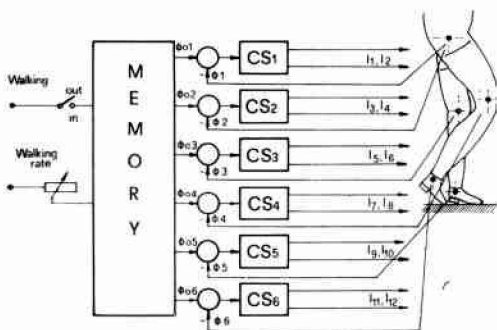 Φo1
CS1
-Φ1
I1, I2
Walking
out
in
Φo2
CS2
-Φ2
I3, I4
Walking
rate
MEMORY
Φo3
CS3
-Φ3
I5, I6
Φo4
CS4
-Φ4
I7, I8
Φo5
CS5
-Φ5
I9, I10
Φo6
CS6
-Φ6
I11, I12